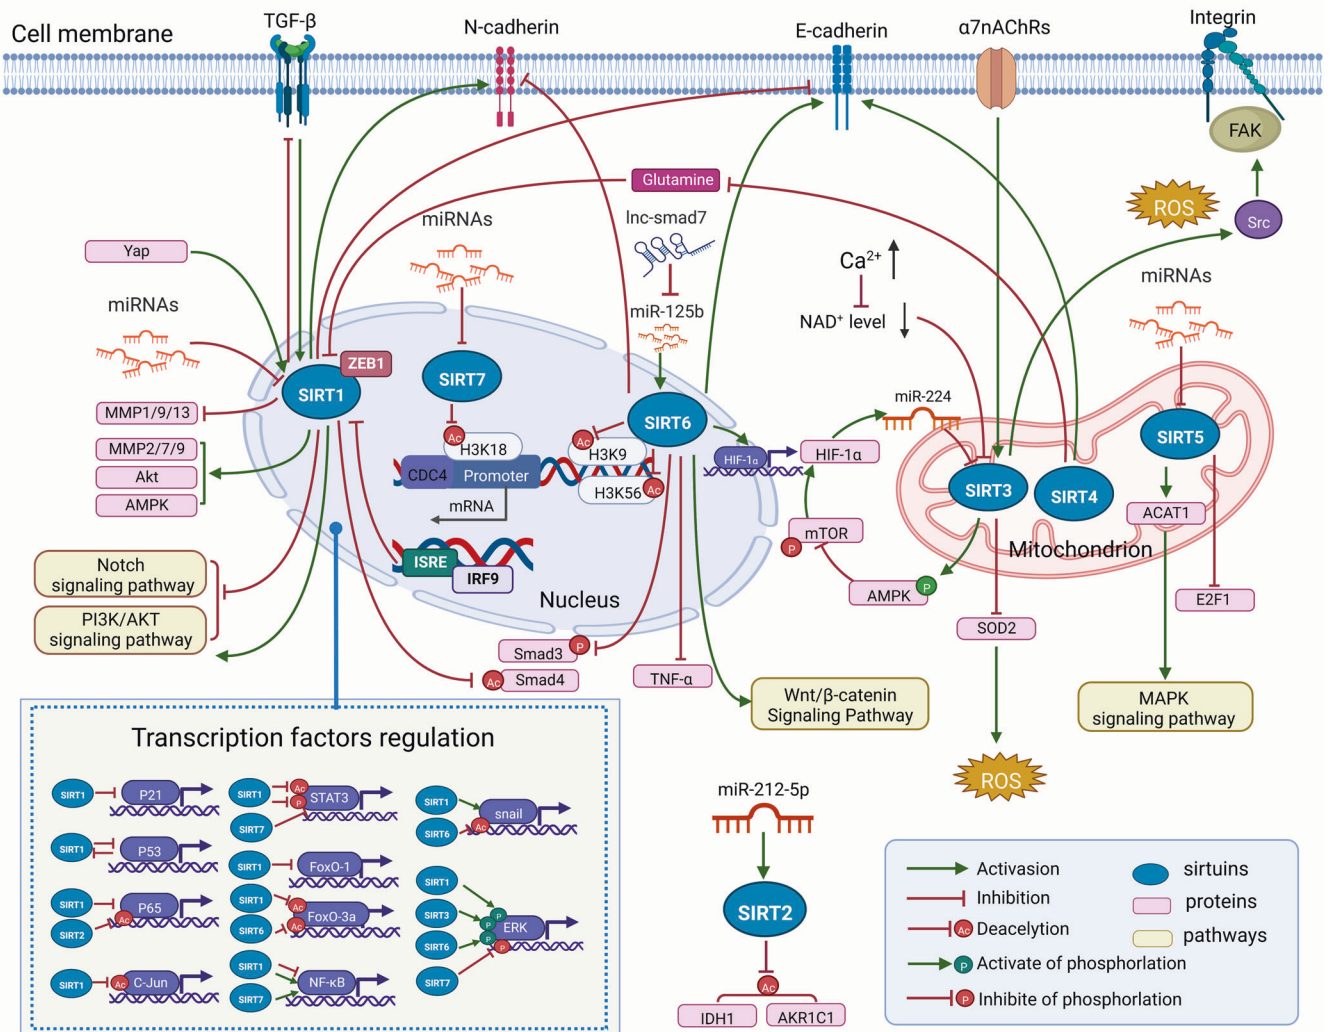 Cell membrane
TGF-β
N-cadherin
E-cadherin
α7nAChRs
Integrin
FAK
ROS
Src
Glutamine
lnc-smad7
miR-125b
miRNAs
Yap
miRNAs
Ca²⁺
NAD⁺ level
miRNAs
ZEB1
SIRT1
SIRT7
SIRT6
miR-224
SIRT5
MMP1/9/13
MMP2/7/9
Akt
AMPK
Ac
H3K18
CDC4
Promoter
mRNA
Ac
H3K9
H3K56
Ac
HIF-1α
HIF-1α
SIRT3
SIRT4
ACAT1
Mitochondrion
mTOR
P
AMPK
P
E2F1
SOD2
ISRE
IRF9
Nucleus
Notch
signaling pathway
PI3K/AKT
signaling pathway
Smad3
P
Ac
Smad4
TNF-α
Wnt/β-catenin
Signaling Pathway
MAPK
signaling pathway
ROS
Transcription factors regulation
SIRT1
P21
SIRT1
P53
SIRT1
SIRT2
Ac
P65
SIRT1
Ac
C-Jun
SIRT1
SIRT7
Ac
P
STAT3
SIRT1
FoxO-1
SIRT1
SIRT6
Ac
Ac
FoxO-3a
SIRT1
SIRT7
NF-κB
SIRT1
SIRT6
Ac
snail
SIRT1
SIRT3
SIRT6
SIRT7
P
P
P
P
ERK
miR-212-5p
SIRT2
Ac
IDH1
AKR1C1
Activasion
Inhibition
Ac
Deacelytion
P
Activate of phosphorlation
P
Inhibite of phosphorlation
sirtuins
proteins
pathways